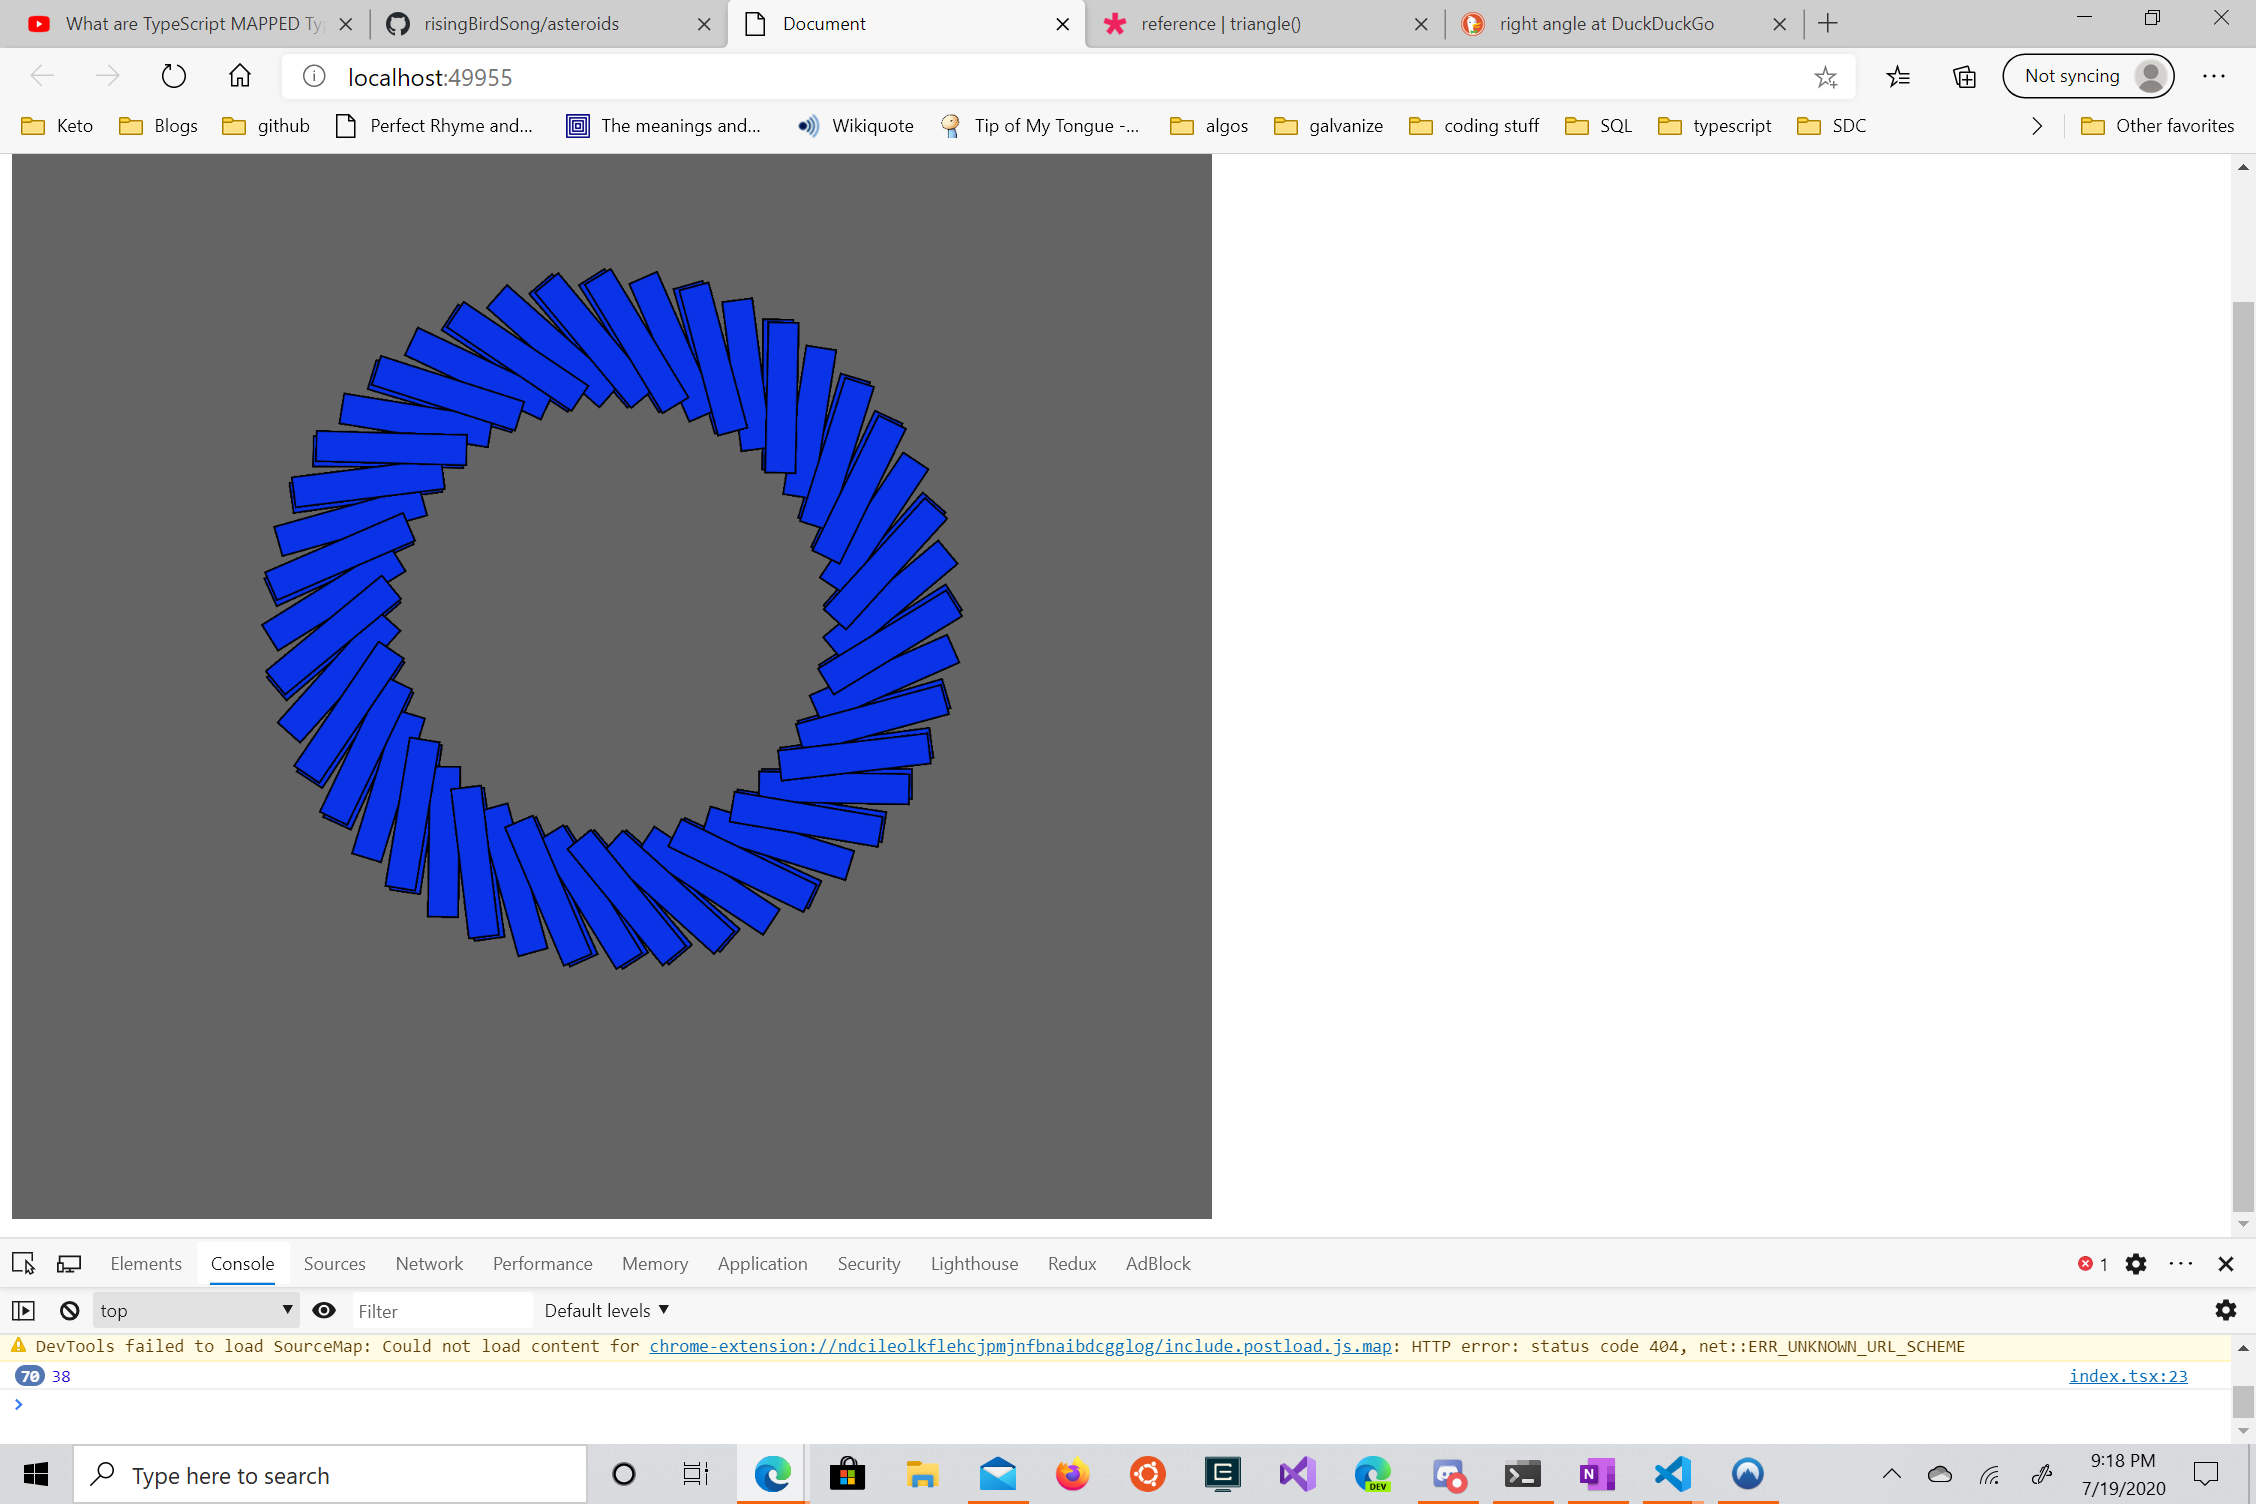 What are TypeScript MAPPED Ty
risingBirdSong/asteroids
Document
reference | triangle()
right angle at DuckDuckGo
localhost:49955
Not syncing
Keto
Blogs
github
Perfect Rhyme and...
The meanings and...
Wikiquote
Tip of My Tongue -...
algos
galvanize
coding stuff
SQL
typescript
SDC
Other favorites
Elements
Console
Sources
Network
Performance
Memory
Application
Security
Lighthouse
Redux
AdBlock
1
top
Filter
Default levels
DevTools failed to load SourceMap: Could not load content for chrome-extension://ndcileolkflehcjpmjnfbnaibdcgglog/include.postload.js.map: HTTP error: status code 404, net::ERR_UNKNOWN_URL_SCHEME
70 38
index.tsx:23
Type here to search
DEV
9:18 PM
7/19/2020